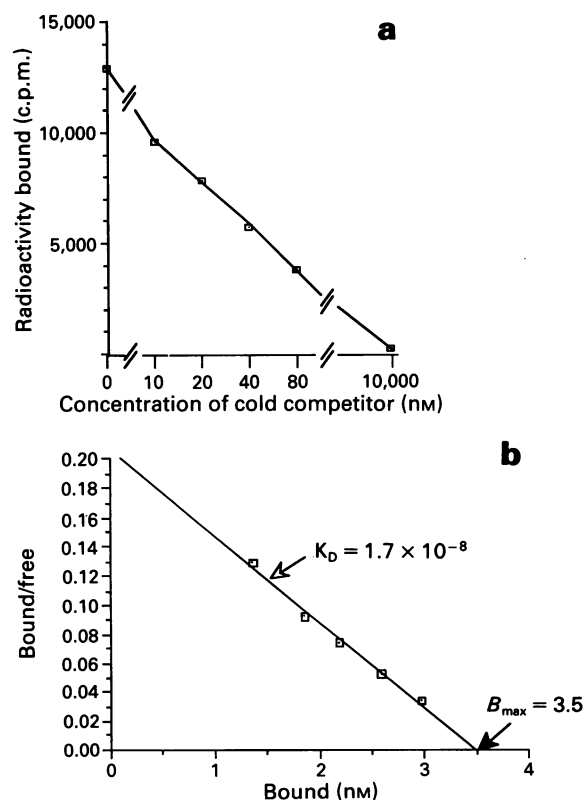 a
15,000
10,000
5,000
Radioactivity bound (c.p.m.)
0 10 20 40 80 10,000
Concentration of cold competitor (nM)
b
0.20
0.18
0.16
0.14
0.12
0.10
0.08
0.06
0.04
0.02
0.00
Bound/free
K_D = 1.7 × 10⁻⁸
B_max = 3.5
0 1 2 3 4
Bound (nM)